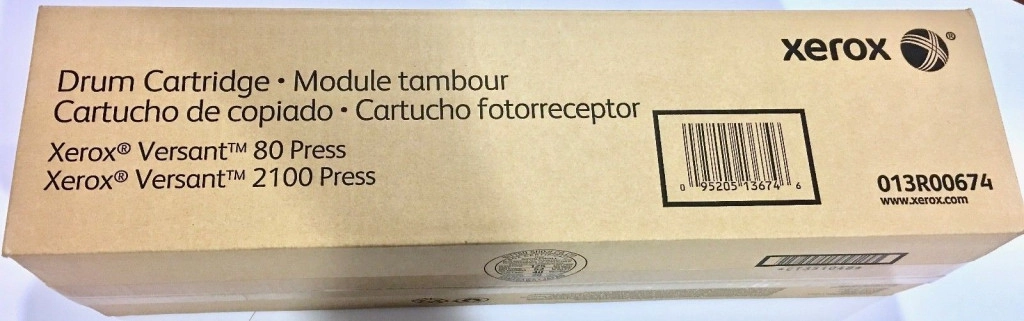 xerox ®
Drum Cartridge • Module tambour
Cartucho de copiado • Cartucho fotorreceptor
Xerox® Versant™ 80 Press
Xerox® Versant™ 2100 Press
0 95205 13674 6
013R00674
www.xerox.com